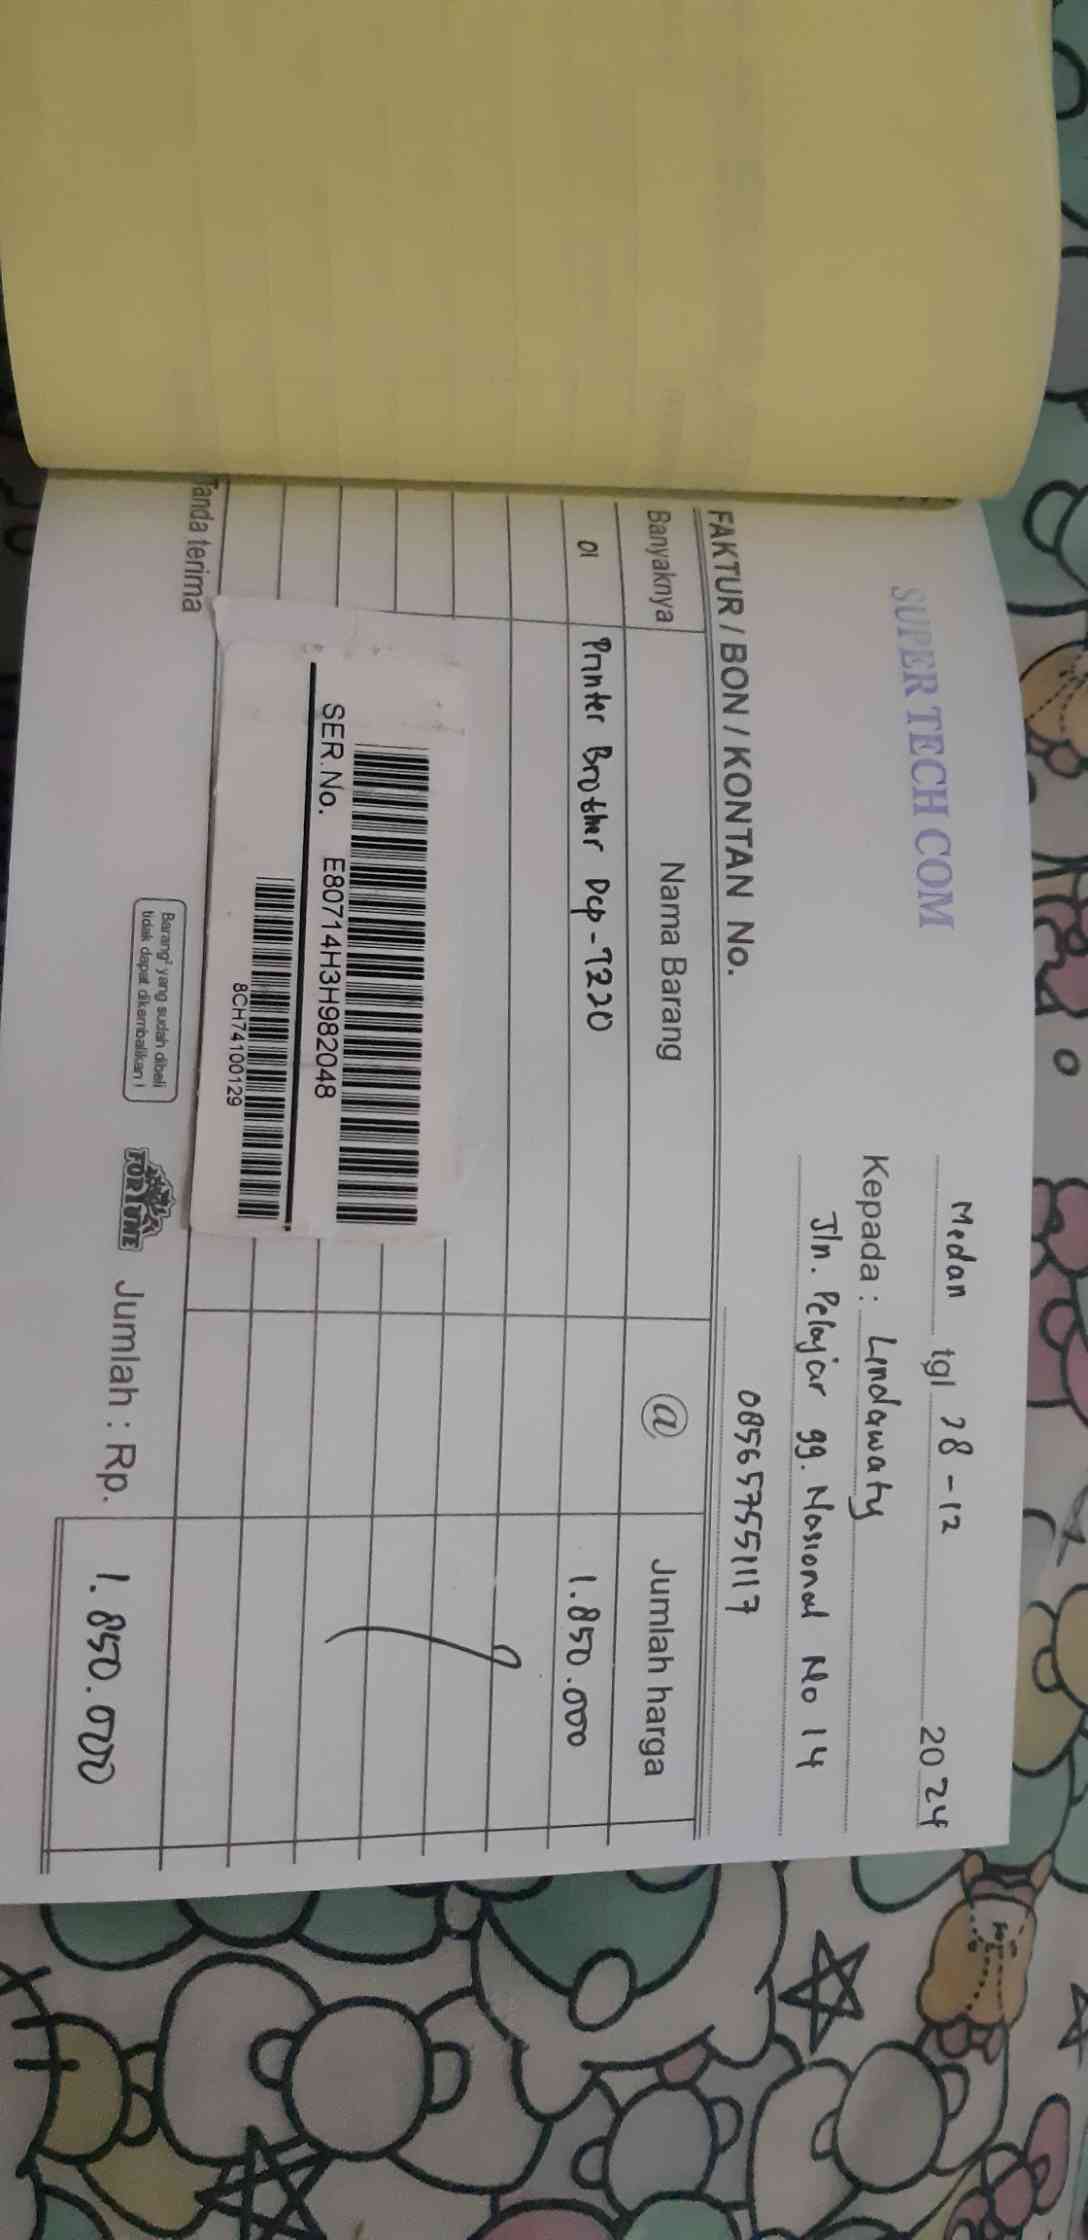 SUPER TECH COM
Medan tgl 28-12 2024
Kepada : Lindawaty
Jln. Pelajar gg. Nasional No 14
085657551117
FAKTUR / BON / KONTAN No.
Banyaknya Nama Barang @ Jumlah harga
01 Printer Brother Dcp-7220 1.850.000
SER.No. E80714H3H982048
8CH74100129
Tanda terima
Barang² yang sudah dibeli
tidak dapat dikembalikan !
FORTUNE
Jumlah : Rp. 1.850.000